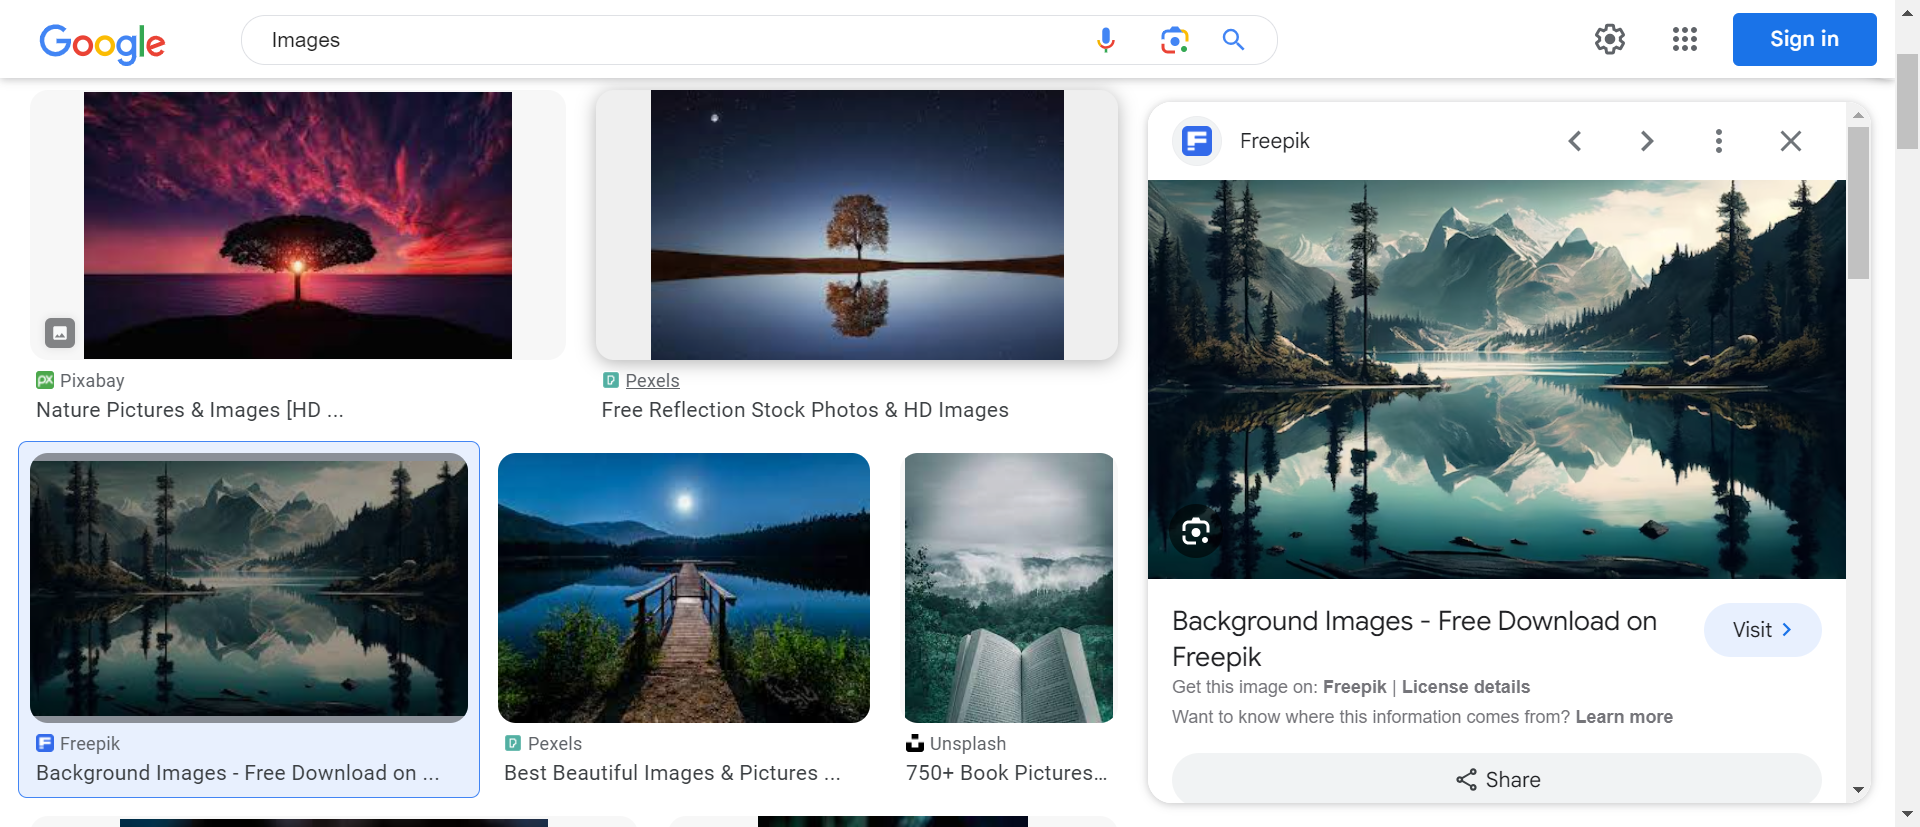 Google
Images
Sign in
Pixabay
Nature Pictures & Images [HD ...
Pexels
Free Reflection Stock Photos & HD Images
Freepik
Background Images - Free Download on ...
Pexels
Best Beautiful Images & Pictures ...
Unsplash
750+ Book Pictures...
Freepik
Background Images - Free Download on
Freepik
Visit
Get this image on: Freepik | License details
Want to know where this information comes from? Learn more
Share